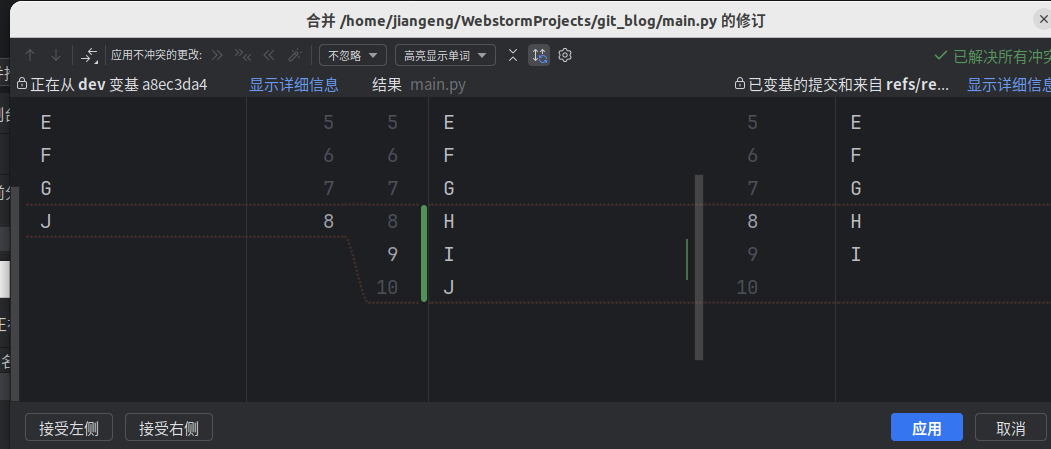 合并 /home/jiangeng/WebstormProjects/git_blog/main.py 的修订
应用不冲突的更改: 不忽略 高亮显示单词 已解决所有冲突
正在从 dev 变基 a8ec3da4 显示详细信息 结果 main.py 已变基的提交和来自 refs/re... 显示详细信息
E 5 5 E 5 E
F 6 6 F 6 F
G 7 7 G 7 G
J 8 8 H 8 H
9 I 9 I
10 J 10
接受左侧 接受右侧 应用 取消